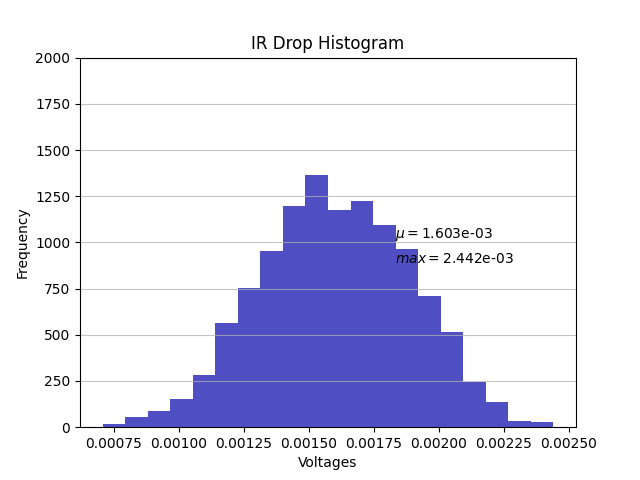 IR Drop Histogram
2000
1750
1500
1250
1000
750
500
250
0
Frequency
μ = 1.603e-03
max = 2.442e-03
0.00075 0.00100 0.00125 0.00150 0.00175 0.00200 0.00225 0.00250
Voltages